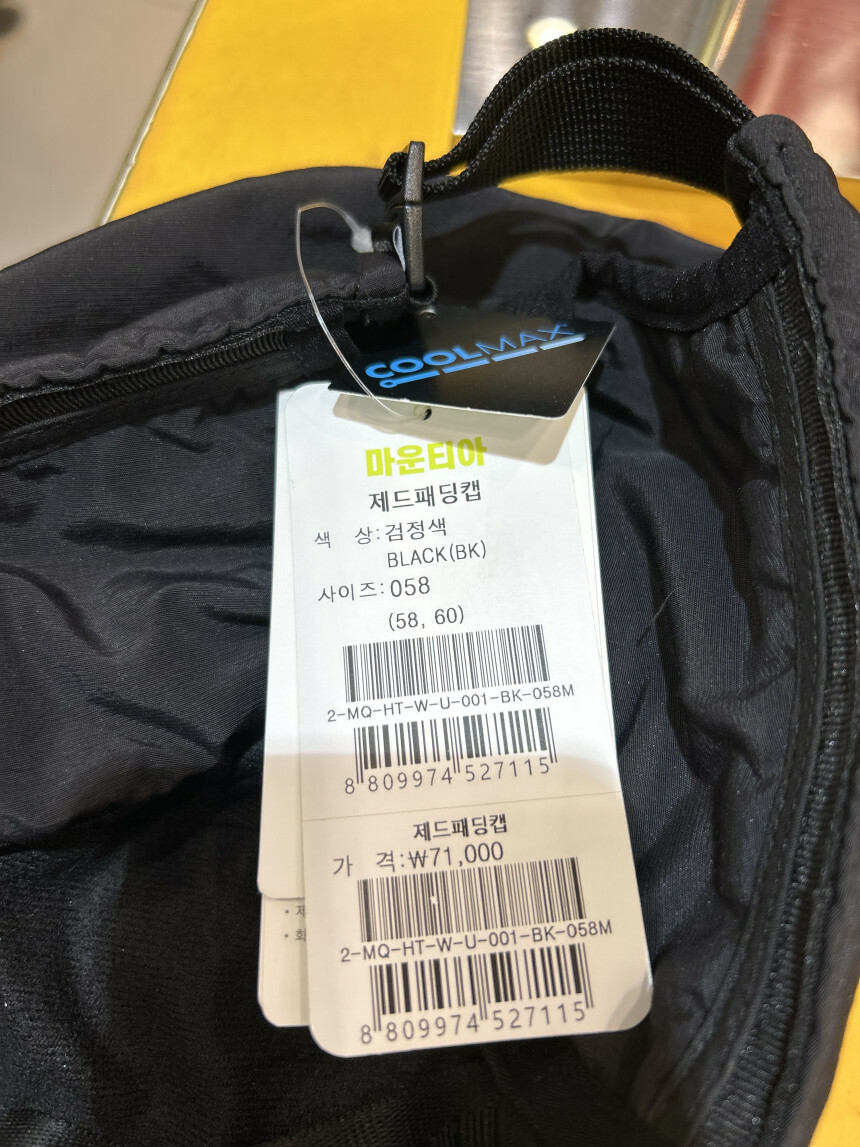 COOLMAX
마운티아
제드패딩캡
색 상:검정색
BLACK(BK)
사이즈:058
(58, 60)
2-MQ-HT-W-U-001-BK-058M
8 809974 527115
제드패딩캡
가 격:₩71,000
2-MQ-HT-W-U-001-BK-058M
8 809974 527115